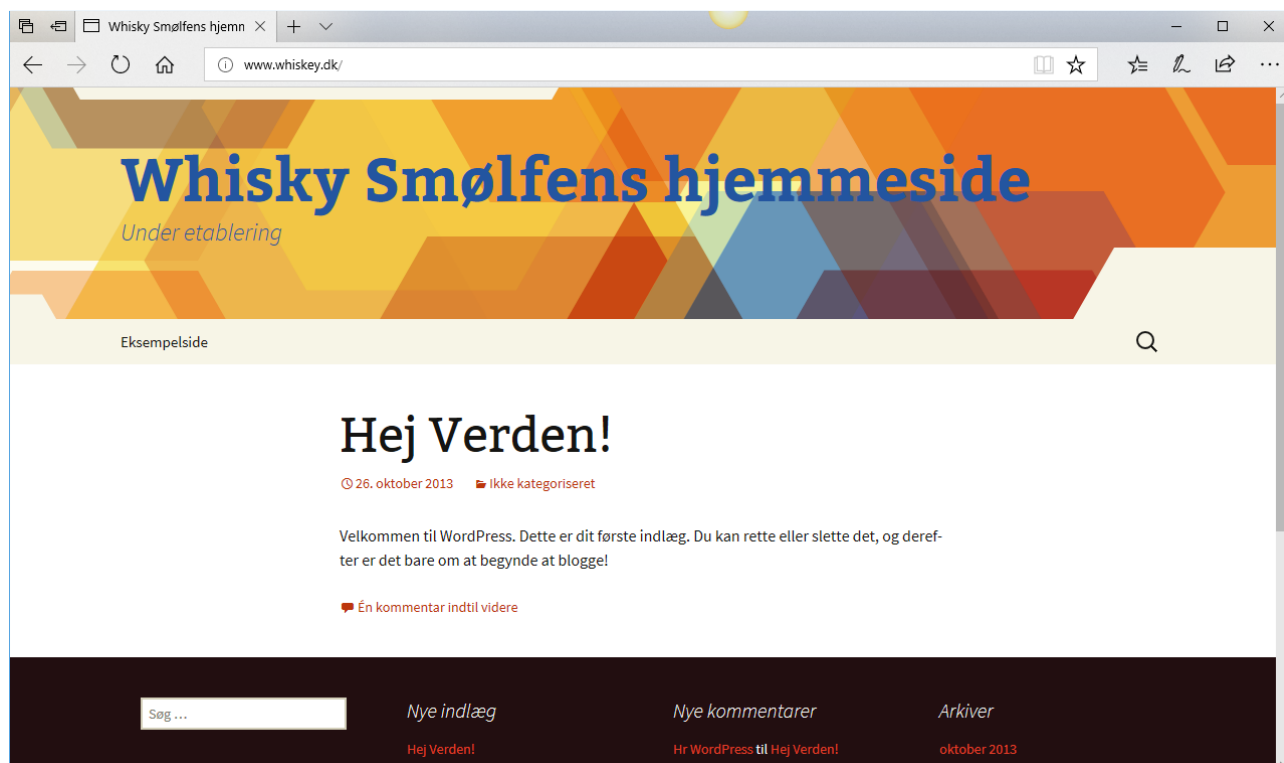 Whisky Smølfens hjemn
www.whiskey.dk/
Whisky Smølfens hjemmeside
Under etablering
Eksempelside
Hej Verden!
26. oktober 2013 Ikke kategoriseret
Velkommen til WordPress. Dette er dit første indlæg. Du kan rette eller slette det, og deref-
ter er det bare om at begynde at blogge!
Én kommentar indtil videre
Søg …
Nye indlæg
Hej Verden!
Nye kommentarer
Hr WordPress til Hej Verden!
Arkiver
oktober 2013